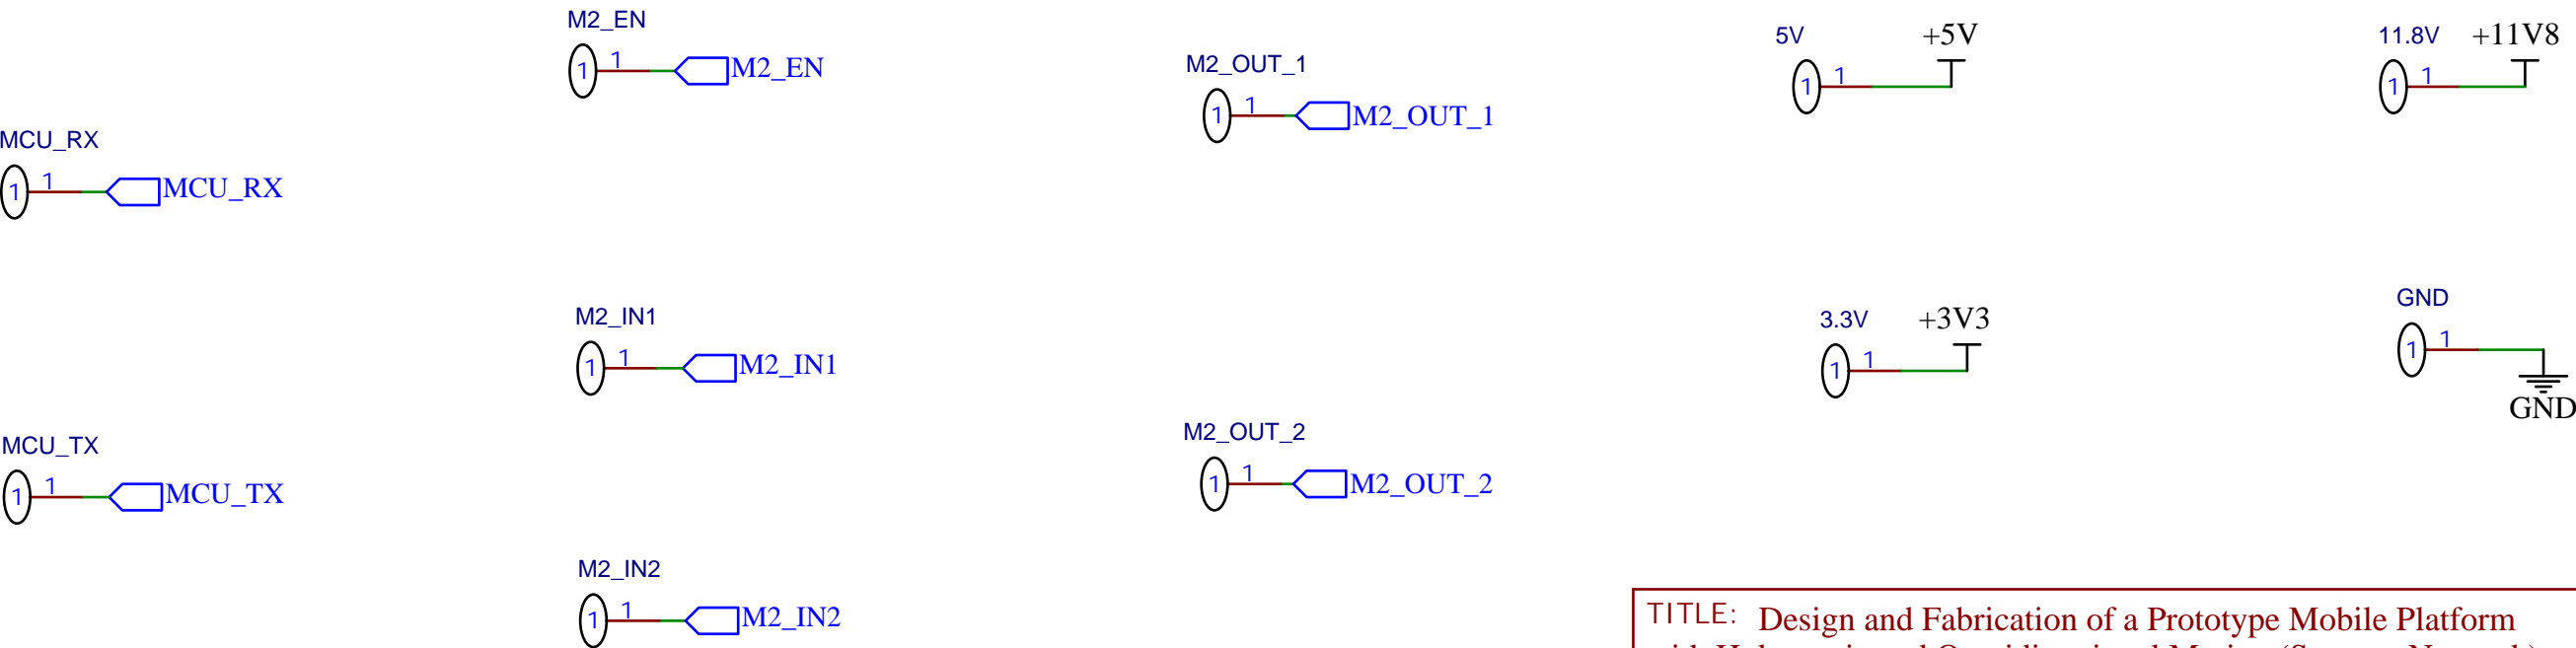 M2_EN
1 1 M2_EN
M2_OUT_1
1 1 M2_OUT_1
5V +5V
1 1
11.8V +11V8
1 1
MCU_RX
1 1 MCU_RX
M2_IN1
1 1 M2_IN1
3.3V +3V3
1 1
GND
1 1
GND
MCU_TX
1 1 MCU_TX
M2_OUT_2
1 1 M2_OUT_2
M2_IN2
1 1 M2_IN2
TITLE: Design and Fabrication of a Prototype Mobile Platform